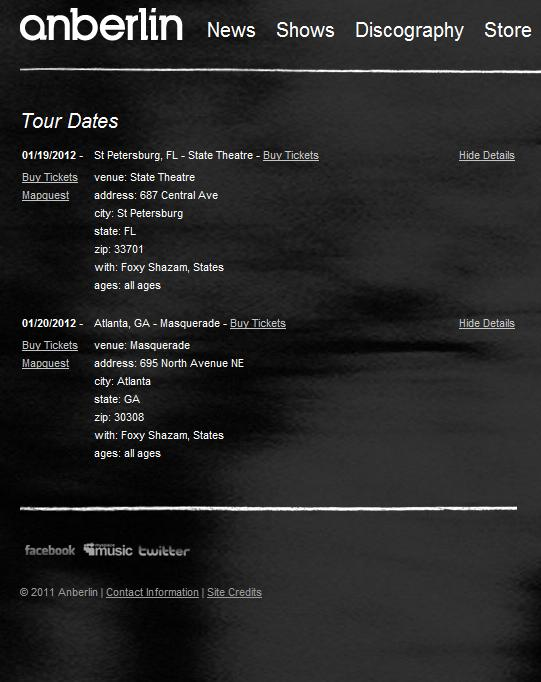 anberlin News Shows Discography Store
Tour Dates
01/19/2012 - St Petersburg, FL - State Theatre - Buy Tickets Hide Details
Buy Tickets venue: State Theatre
Mapquest address: 687 Central Ave
city: St Petersburg
state: FL
zip: 33701
with: Foxy Shazam, States
ages: all ages
01/20/2012 - Atlanta, GA - Masquerade - Buy Tickets Hide Details
Buy Tickets venue: Masquerade
Mapquest address: 695 North Avenue NE
city: Atlanta
state: GA
zip: 30308
with: Foxy Shazam, States
ages: all ages
facebook myspace music twitter
© 2011 Anberlin | Contact Information | Site Credits